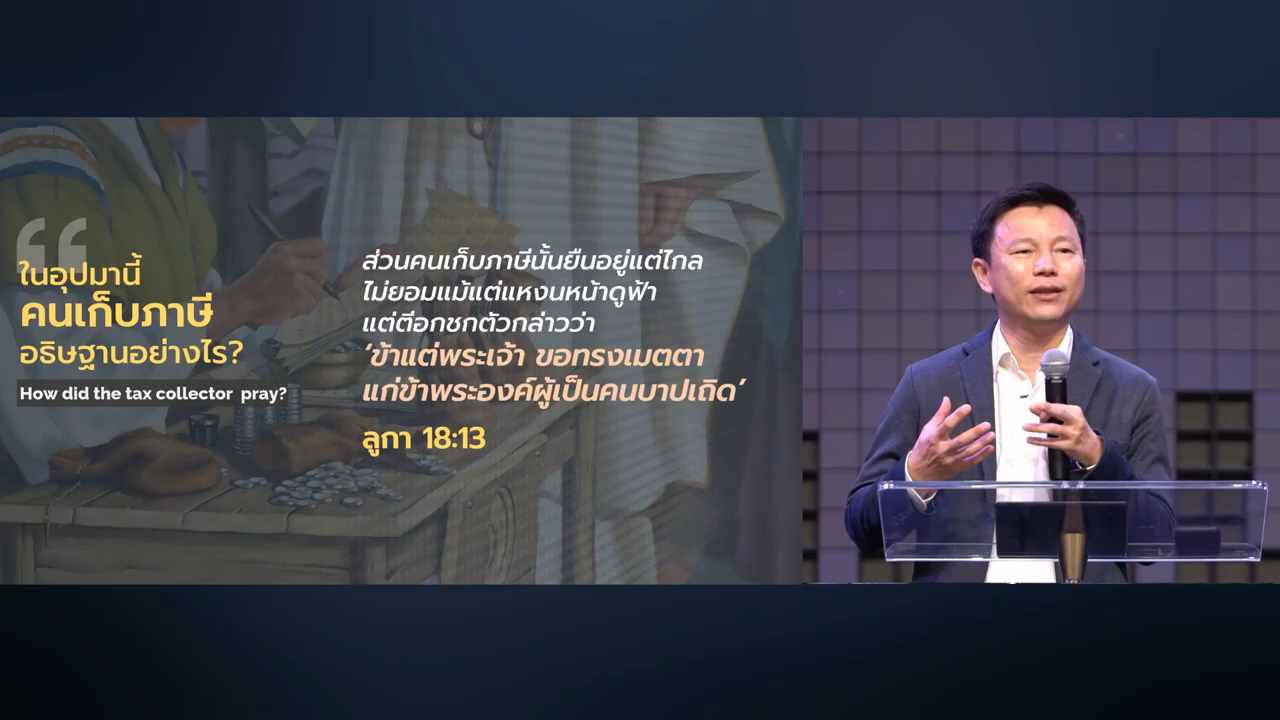 ในอุปมานี้
คนเก็บภาษี
อธิษฐานอย่างไร?
How did the tax collector pray?
ส่วนคนเก็บภาษีนั้นยืนอยู่แต่ไกล
ไม่ยอมแม้แต่แหงนหน้าดูฟ้า
แต่ตีอกชกตัวกล่าวว่า
‘ข้าแต่พระเจ้า ขอทรงเมตตา
แก่ข้าพระองค์ผู้เป็นคนบาปเถิด’
ลูกา 18:13